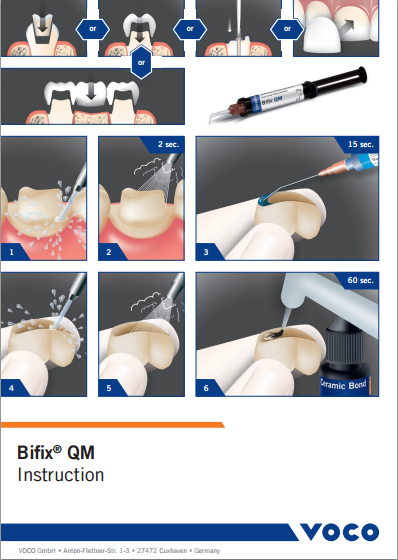 or
or
or
or
Bifix QM
2 sec.
15 sec.
1
2
3
60 sec.
Ceramic Bond
4
5
6
Bifix® QM
Instruction
VOCO
VOCO GmbH • Anton-Flettner-Str. 1-3 • 27472 Cuxhaven • Germany